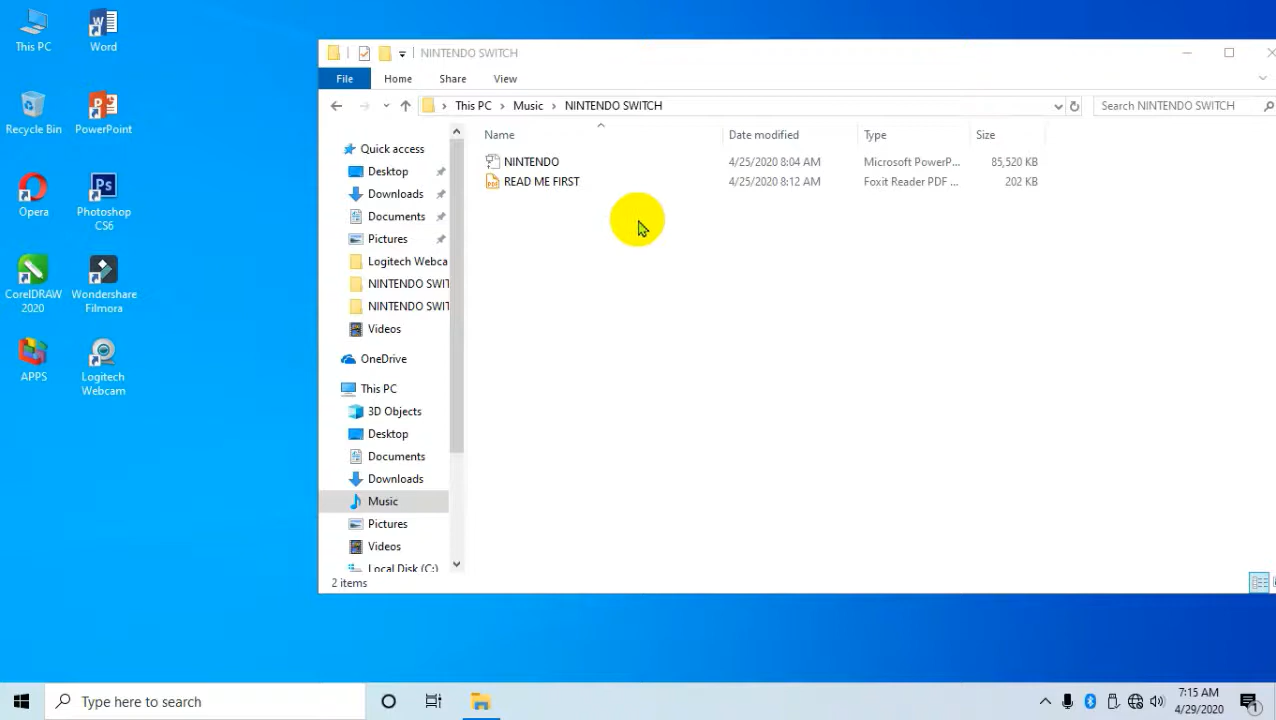 This PC
Word
Recycle Bin
PowerPoint
Opera
Photoshop
CS6
CorelDRAW
2020
Wondershare
Filmora
APPS
Logitech
Webcam
NINTENDO SWITCH
File Home Share View
This PC > Music > NINTENDO SWITCH
Search NINTENDO SWITCH
Name Date modified Type Size
NINTENDO 4/25/2020 8:04 AM Microsoft PowerP... 85,520 KB
READ ME FIRST 4/25/2020 8:12 AM Foxit Reader PDF ... 202 KB
Quick access
Desktop
Downloads
Documents
Pictures
Logitech Webca
NINTENDO SWIT
NINTENDO SWIT
Videos
OneDrive
This PC
3D Objects
Desktop
Documents
Downloads
Music
Pictures
Videos
Local Disk (C:)
2 items
Type here to search
7:15 AM
4/29/2020
1